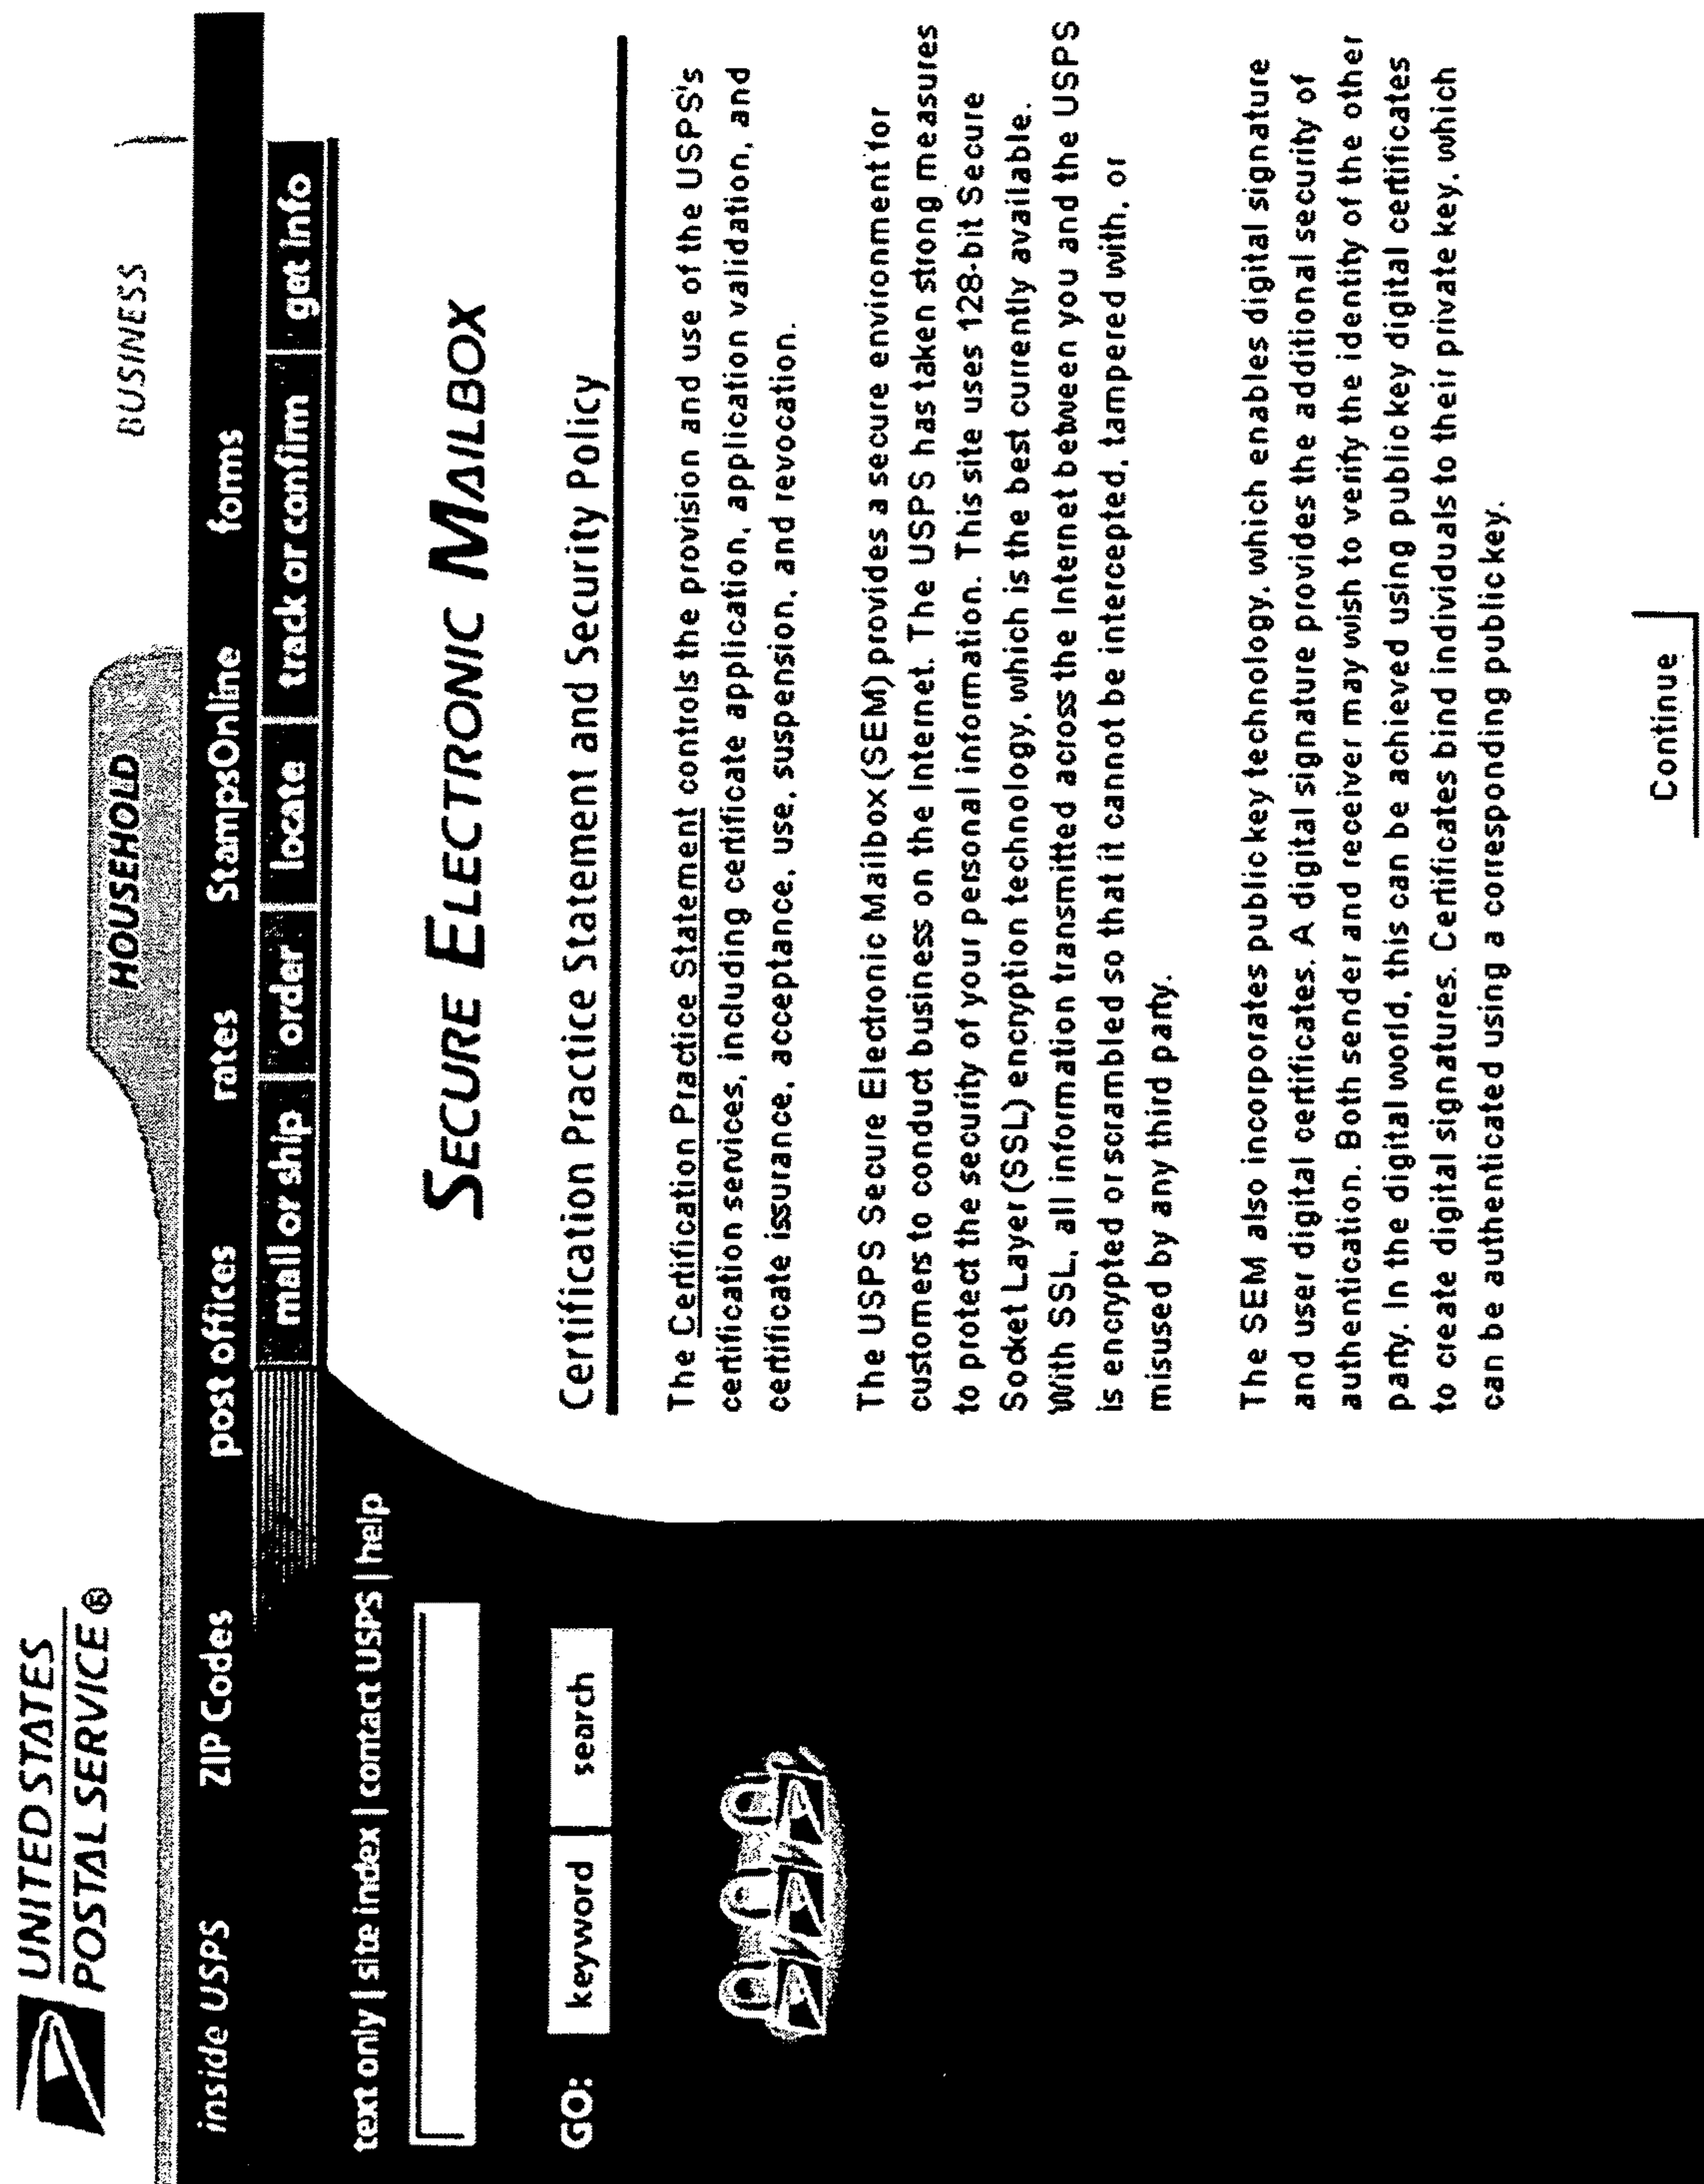 UNITED STATES
POSTAL SERVICE®
HOUSEHOLD
BUSINESS
inside USPS ZIP Codes post offices rates StampsOnline forms
mail or ship order locate track or confirm get info
text only | site index | contact USPS | help
GO: keyword search
SECURE ELECTRONIC MAILBOX
Certification Practice Statement and Security Policy
The Certification Practice Statement controls the provision and use of the USPS's
certification services, including certificate application, application validation, and
certificate issurance, acceptance, use, suspension, and revocation.
The USPS Secure Electronic Mailbox (SEM) provides a secure environment for
customers to conduct business on the Internet. The USPS has taken strong measures
to protect the security of your personal information. This site uses 128-bit Secure
Socket Layer (SSL) encryption technology, which is the best currently available.
With SSL, all information transmitted across the Internet between you and the USPS
is encrypted or scrambled so that it cannot be intercepted, tampered with, or
misused by any third party.
The SEM also incorporates public key technology, which enables digital signature
and user digital certificates. A digital signature provides the additional security of
authentication. Both sender and receiver may wish to verify the identity of the other
party. In the digital world, this can be achieved using public key digital certificates
to create digital signatures. Certificates bind individuals to their private key, which
can be authenticated using a corresponding public key.
Continue